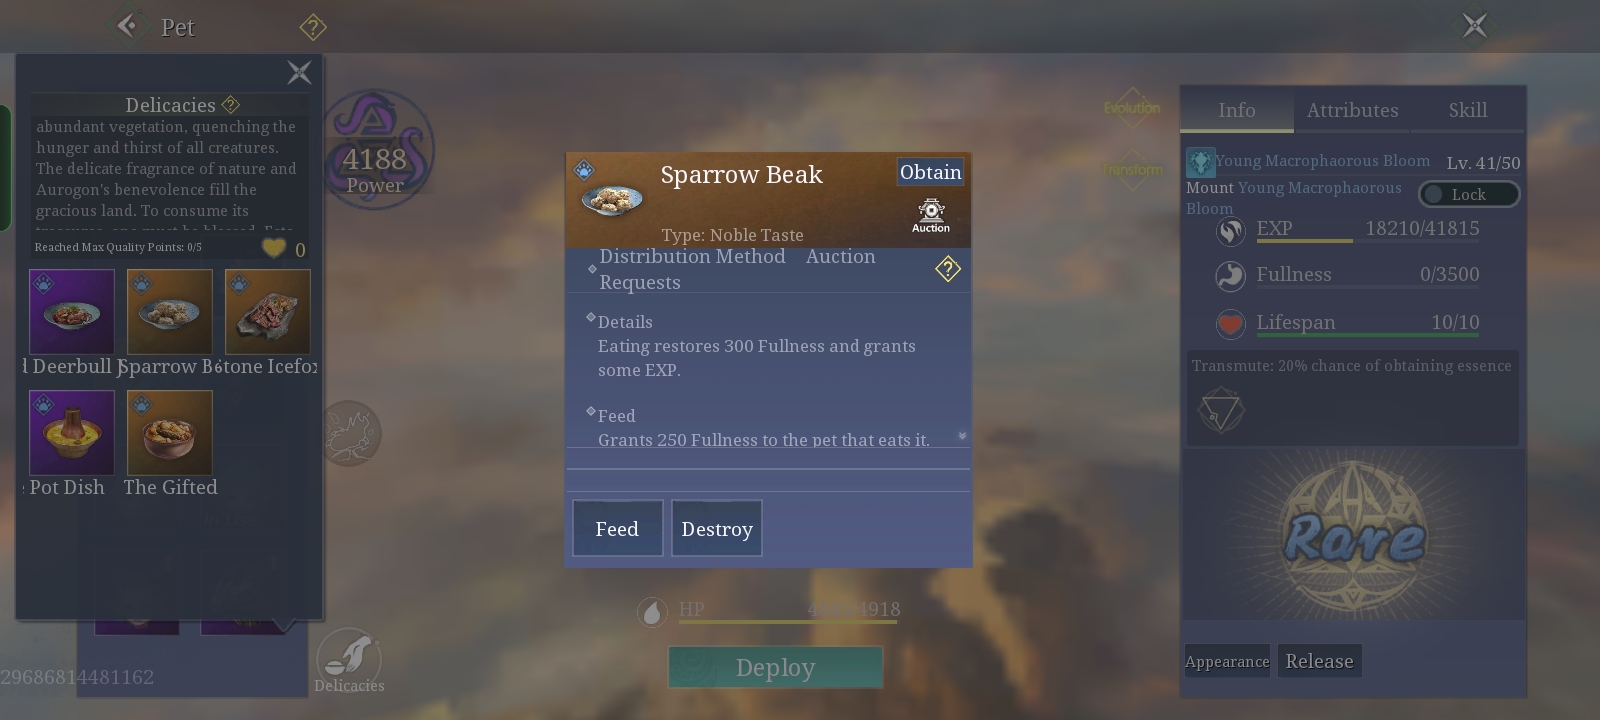 Pet
Delicacies
abundant vegetation, quenching the
hunger and thirst of all creatures.
The delicate fragrance of nature and
Aurogon's benevolence fill the
gracious land. To consume its
Reached Max Quality Points: 0/5
0
Deerbull
Sparrow
Stone Icefox
Pot Dish
The Gifted
4188
Power
29686814481162
Delicacies
Sparrow Beak
Obtain
Auction
Type: Noble Taste
Distribution Method Auction
Requests
Details
Eating restores 300 Fullness and grants
some EXP.
Feed
Grants 250 Fullness to the pet that eats it.
Feed
Destroy
HP
4918
Deploy
Evolution
Transform
Info
Attributes
Skill
Young Macrophaorous Bloom
Lv. 41/50
Mount Young Macrophaorous
Bloom
Lock
EXP 18210/41815
Fullness 0/3500
Lifespan 10/10
Transmute: 20% chance of obtaining essence
Rare
Appearance
Release